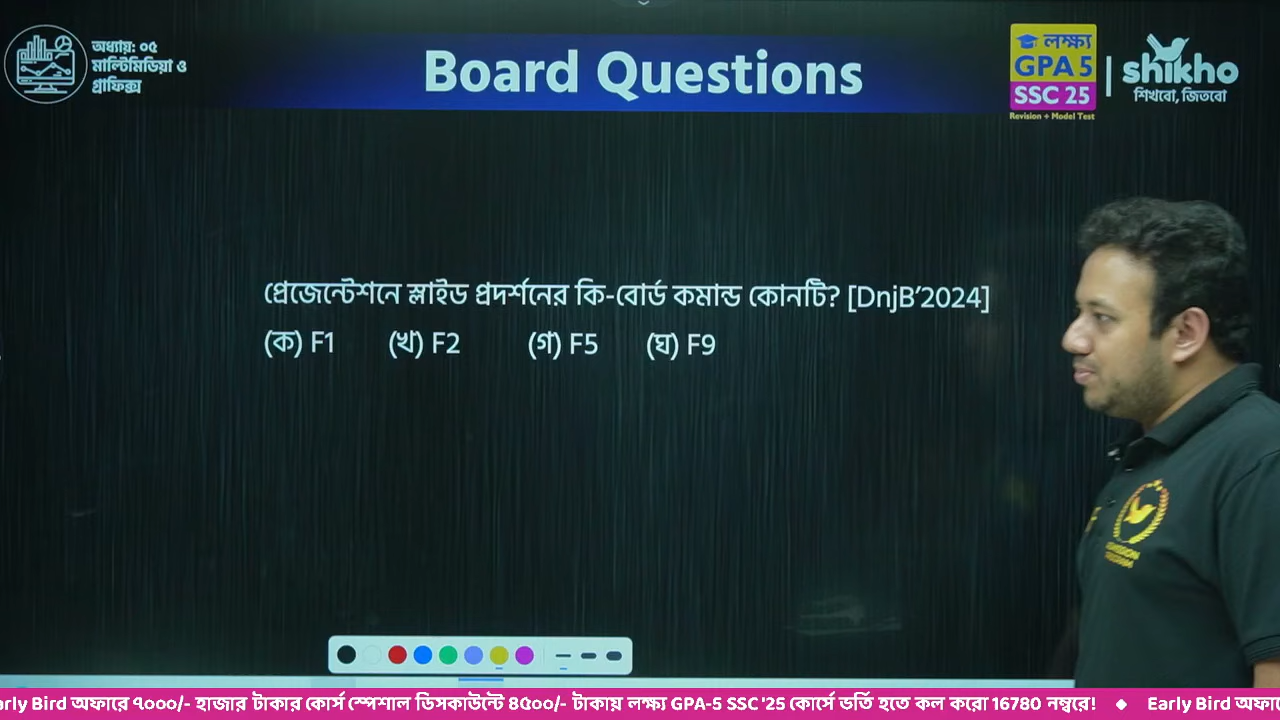 অধ্যায়: ০৫
মাল্টিমিডিয়া ও
গ্রাফিক্স
Board Questions
লক্ষ্য
GPA 5
SSC 25
Revision + Model Test
shikho
শিখবো, জিতবো
প্রেজেন্টেশনে স্লাইড প্রদর্শনের কি-বোর্ড কমান্ড কোনটি? [DnjB’2024]
(ক) F1 (খ) F2 (গ) F5 (ঘ) F9
arly Bird অফারে ৭০০০/- হাজার টাকার কোর্স স্পেশাল ডিসকাউন্টে ৪৫০০/- টাকায় লক্ষ্য GPA-5 SSC '25 কোর্সে ভর্তি হতে কল করো 16780 নম্বরে! ◆ Early Bird অফা